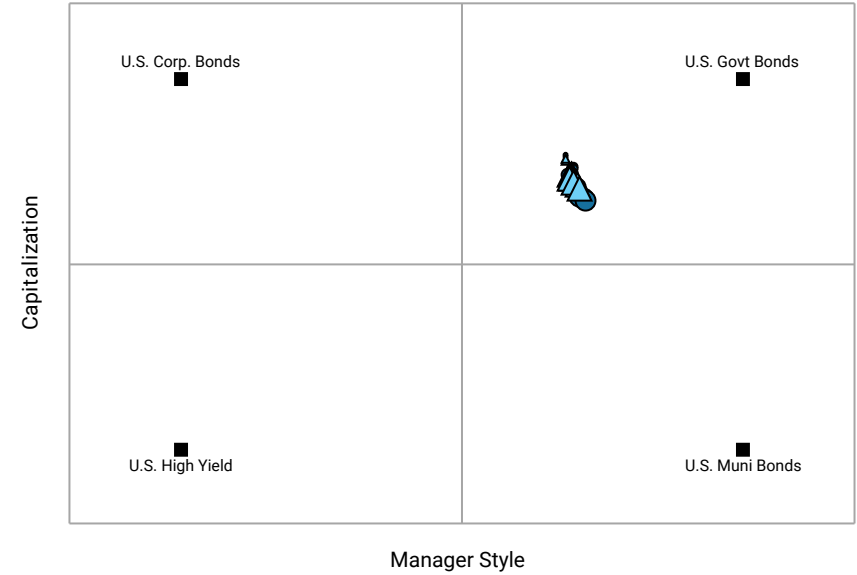 U.S. Corp. Bonds
U.S. Govt Bonds
Capitalization
U.S. High Yield
U.S. Muni Bonds
Manager Style